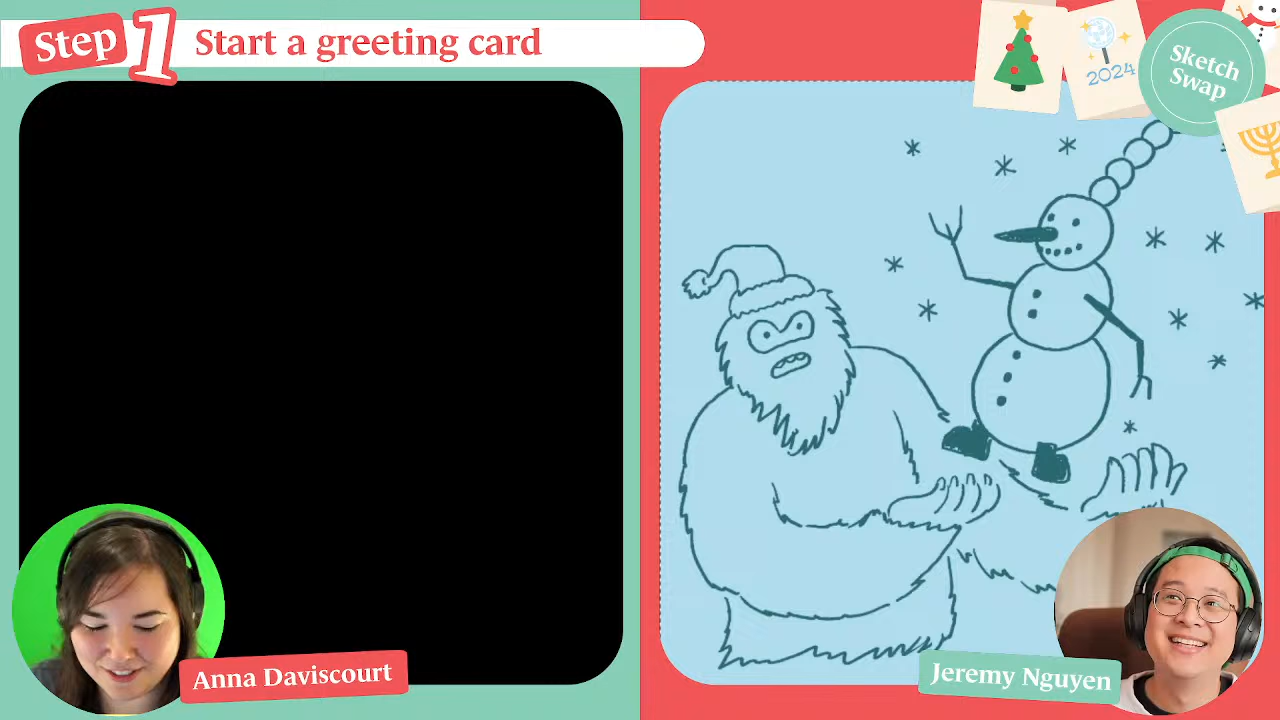 Step 1 Start a greeting card
2024
Sketch
Swap
Anna Daviscourt
Jeremy Nguyen